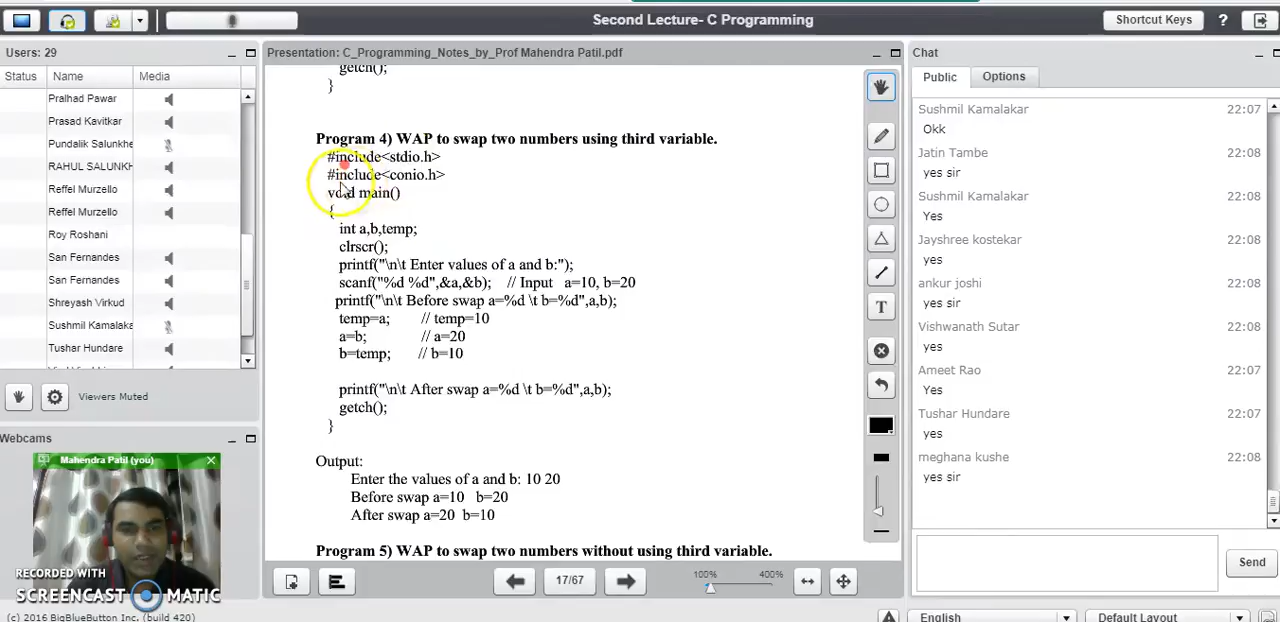 Second Lecture- C Programming
Shortcut Keys
?
Users: 29
Status Name Media
Pralhad Pawar
Prasad Kavitkar
Pundalik Salunkhe
RAHUL SALUNKH
Reffel Murzello
Reffel Murzello
Roy Roshani
San Fernandes
San Fernandes
Shreyash Virkud
Sushmil Kamalaka
Tushar Hundare
Viewers Muted
Webcams
Mahendra Patil (you)
RECORDED WITH
SCREENCAST MATIC
(c) 2016 BigBlueButton Inc. (build 420)
Presentation: C_Programming_Notes_by_Prof Mahendra Patil.pdf
getch();
}
Program 4) WAP to swap two numbers using third variable.
#include<stdio.h>
#include<conio.h>
void main()
{
int a,b,temp;
clrscr();
printf("\n\t Enter values of a and b:");
scanf("%d %d",&a,&b); // Input a=10, b=20
printf("\n\t Before swap a=%d \t b=%d",a,b);
temp=a; // temp=10
a=b; // a=20
b=temp; // b=10
printf("\n\t After swap a=%d \t b=%d",a,b);
getch();
}
Output:
Enter the values of a and b: 10 20
Before swap a=10 b=20
After swap a=20 b=10
Program 5) WAP to swap two numbers without using third variable.
T
17/67
100% 400%
Chat
Public Options
Sushmil Kamalakar 22:07
Okk
Jatin Tambe 22:08
yes sir
Sushmil Kamalakar 22:08
Yes
Jayshree kostekar 22:08
yes
ankur joshi 22:08
yes sir
Vishwanath Sutar 22:08
yes
Ameet Rao 22:07
Yes
Tushar Hundare 22:07
yes
meghana kushe 22:08
yes sir
Send
English Default Layout